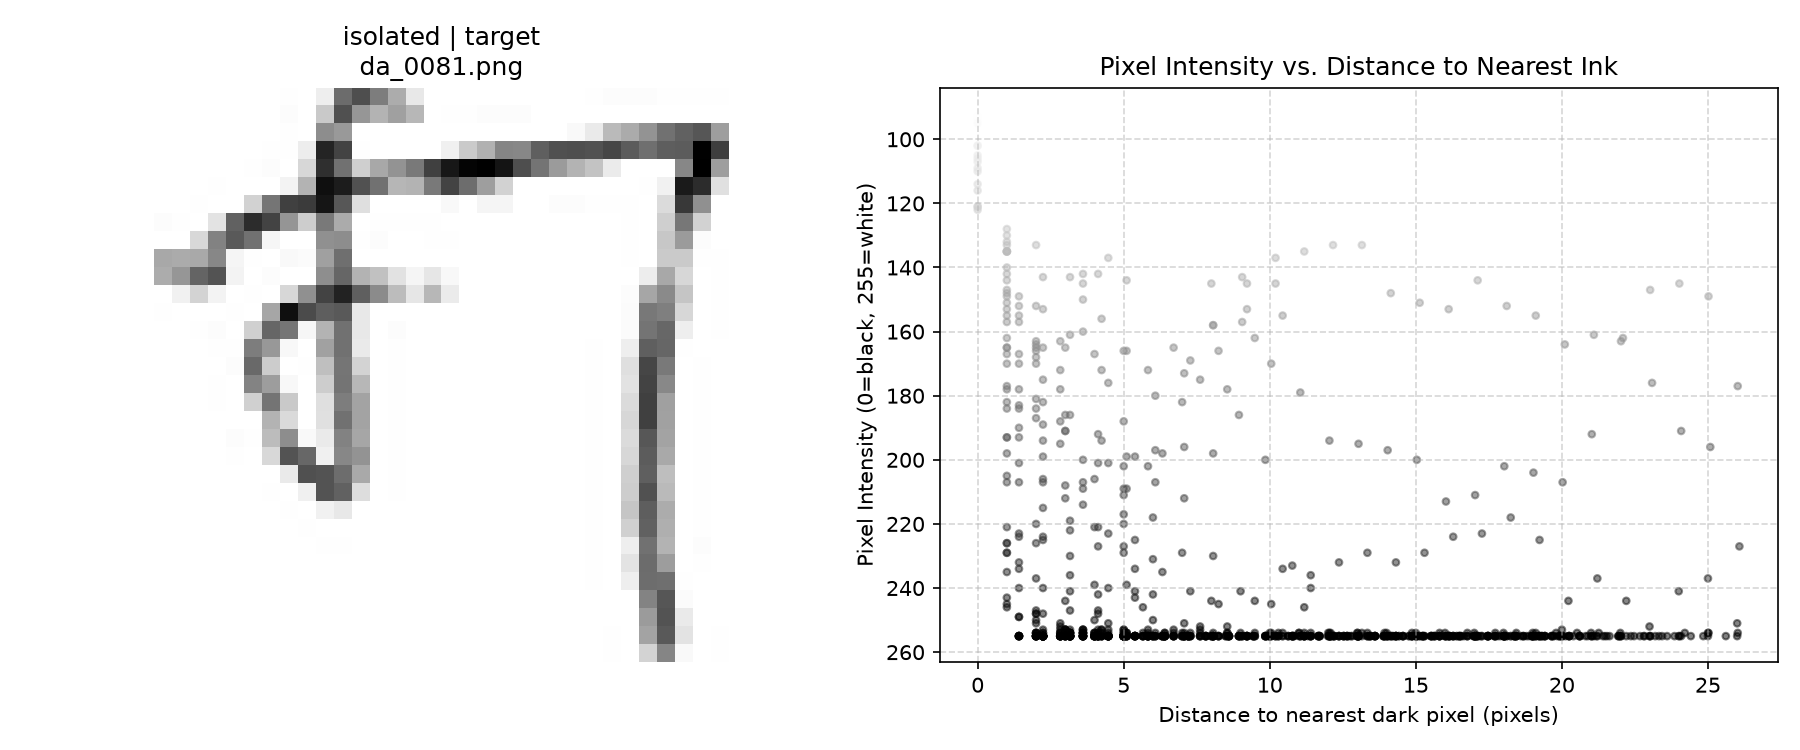 isolated | target
da_0081.png
Pixel Intensity vs. Distance to Nearest Ink
100
120
140
160
180
200
220
240
260
Pixel Intensity (0=black, 255=white)
0 5 10 15 20 25
Distance to nearest dark pixel (pixels)